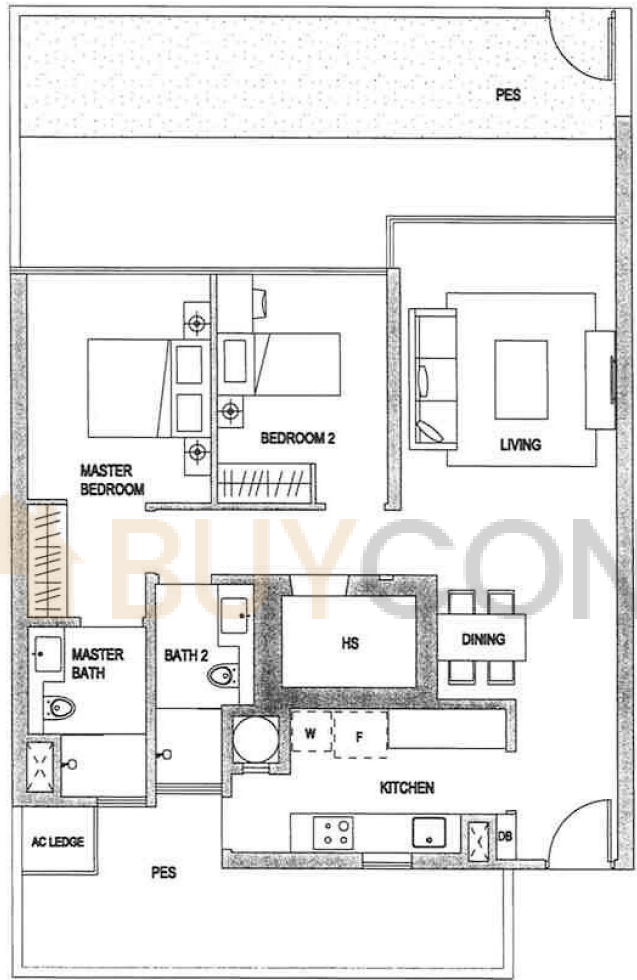 PES
BEDROOM 2
LIVING
MASTER
BEDROOM
BUYCON
HS
DINING
MASTER
BATH
BATH 2
W
F
KITCHEN
AC LEDGE
DB
PES